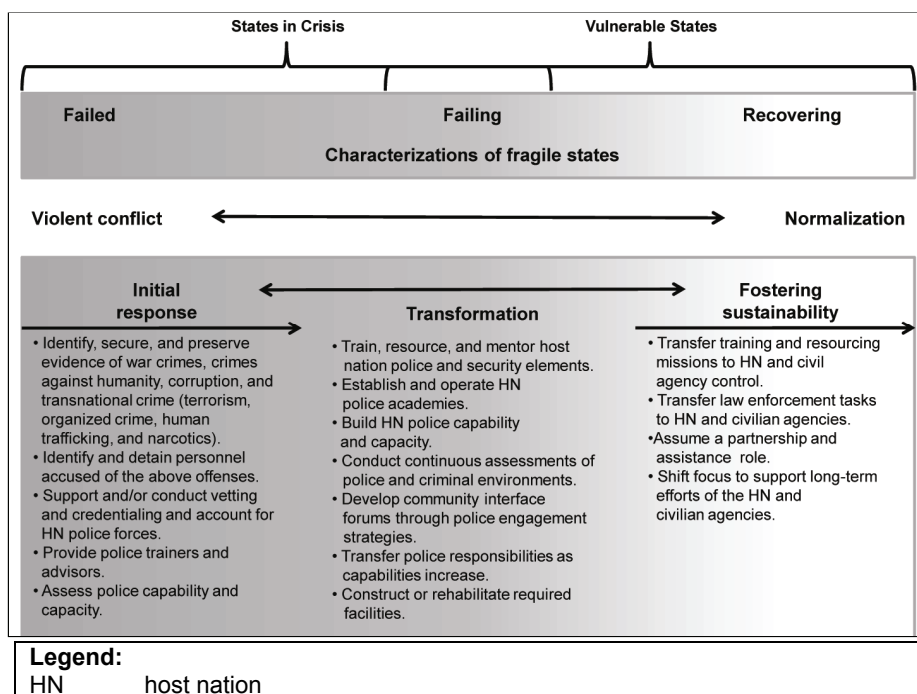 States in Crisis
Vulnerable States
Failed
Failing
Recovering
Characterizations of fragile states
Violent conflict
Normalization
Initial
response
• Identify, secure, and preserve
evidence of war crimes, crimes
against humanity, corruption, and
transnational crime (terrorism,
organized crime, human
trafficking, and narcotics).
• Identify and detain personnel
accused of the above offenses.
• Support and/or conduct vetting
and credentialing and account for
HN police forces.
• Provide police trainers and
advisors.
• Assess police capability and
capacity.
Transformation
• Train, resource, and mentor host
nation police and security elements.
• Establish and operate HN
police academies.
• Build HN police capability
and capacity.
• Conduct continuous assessments of
police and criminal environments.
• Develop community interface
forums through police engagement
strategies.
• Transfer police responsibilities as
capabilities increase.
• Construct or rehabilitate required
facilities.
Fostering
sustainability
• Transfer training and resourcing
missions to HN and civil
agency control.
• Transfer law enforcement tasks
to HN and civilian agencies.
•Assume a partnership and
assistance role.
• Shift focus to support long-term
efforts of the HN and
civilian agencies.
Legend:
HN host nation